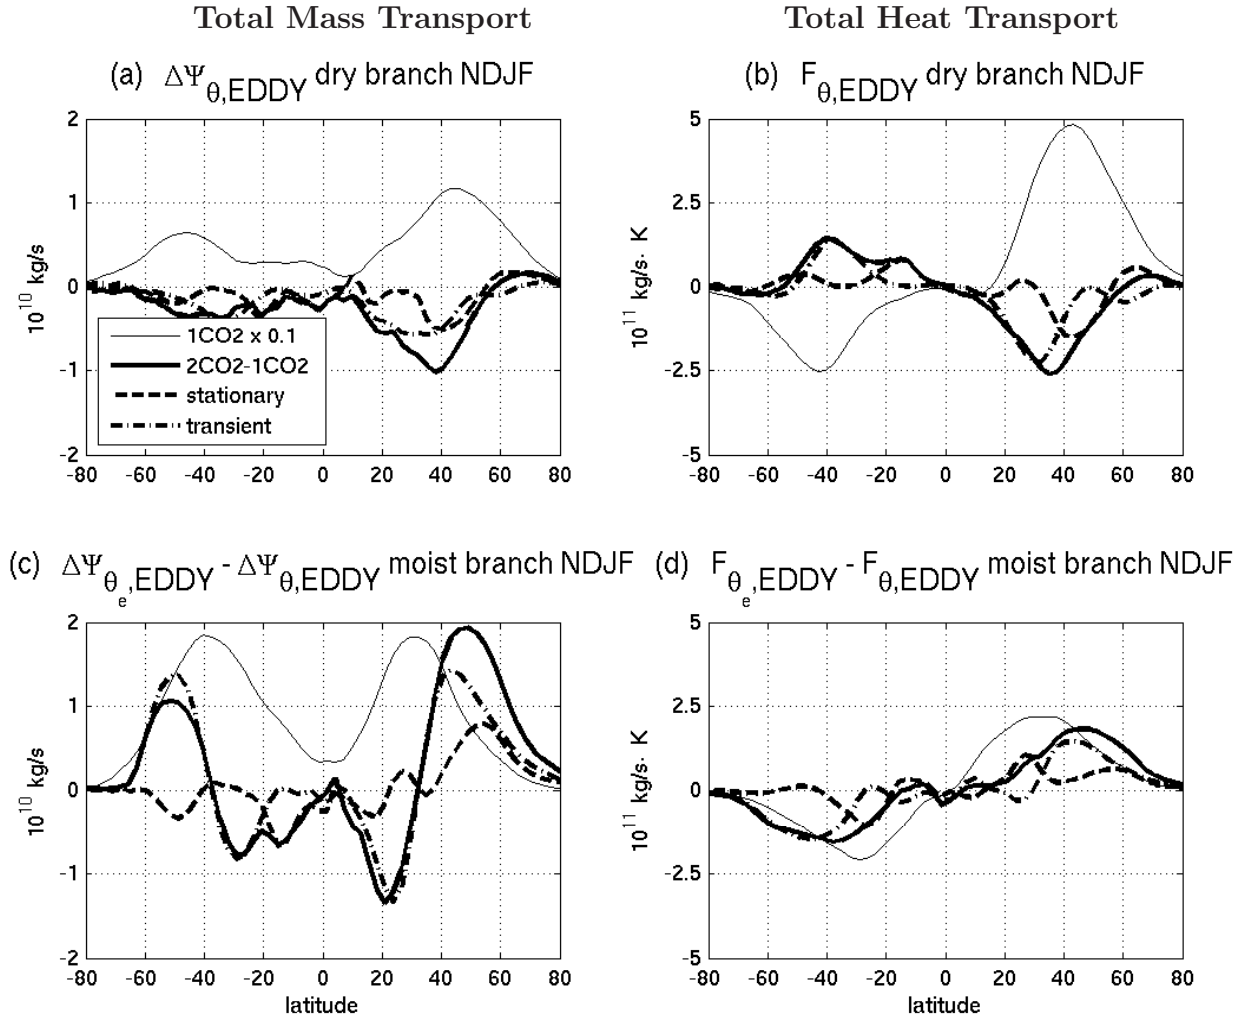 Total Mass Transport
Total Heat Transport
(a) ΔΨθ,EDDY dry branch NDJF
(b) Fθ,EDDY dry branch NDJF
2
1
0
-1
-2
10^10 kg/s
1CO2 x 0.1
2CO2-1CO2
stationary
transient
-80 -60 -40 -20 0 20 40 60 80
5
2.5
0
-2.5
-5
10^11 kg/s· K
-80 -60 -40 -20 0 20 40 60 80
(c) ΔΨθe,EDDY - ΔΨθ,EDDY moist branch NDJF
(d) Fθe,EDDY - Fθ,EDDY moist branch NDJF
2
1
0
-1
-2
10^10 kg/s
-80 -60 -40 -20 0 20 40 60 80
latitude
5
2.5
0
-2.5
-5
10^11 kg/s· K
-80 -60 -40 -20 0 20 40 60 80
latitude